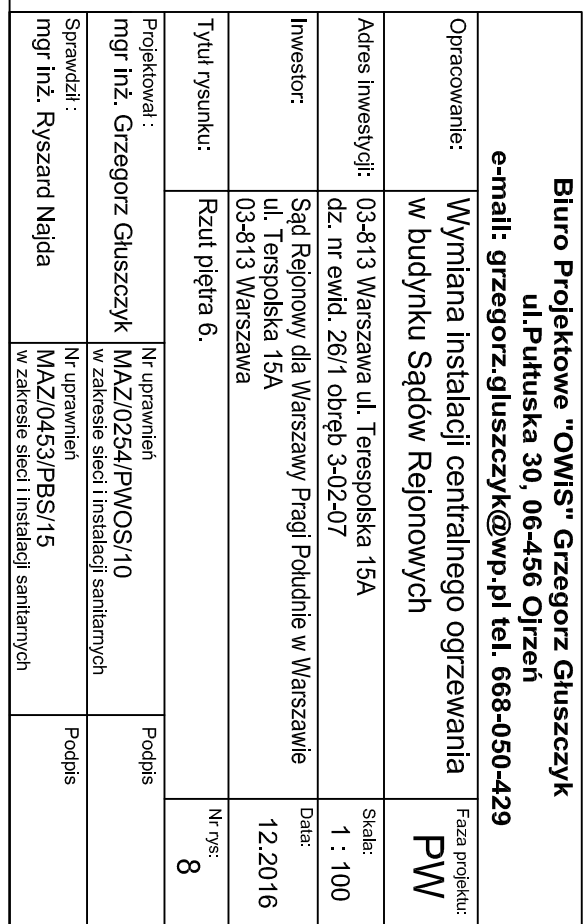 Biuro Projektowe "OWiS" Grzegorz Głuszczyk
ul.Pułtuska 30, 06-456 Ojrzeń
e-mail: grzegorz.gluszczyk@wp.pl tel. 668-050-429
Opracowanie:
Wymiana instalacji centralnego ogrzewania
w budynku Sądów Rejonowych
Faza projektu:
PW
Adres inwestycji:
03-813 Warszawa ul. Terespolska 15A
dz. nr ewid. 26/1 obręb 3-02-07
Skala:
1 : 100
Inwestor:
Sąd Rejonowy dla Warszawy Pragi Południe w Warszawie
ul. Terspolska 15A
03-813 Warszawa
Data:
12.2016
Tytuł rysunku:
Rzut piętra 6.
Nr rys:
8
Projektował :
mgr inż. Grzegorz Głuszczyk
Nr uprawnień
MAZ/0254/PWOS/10
w zakresie sieci i instalacji sanitarnych
Podpis
Sprawdził :
mgr inż. Ryszard Najda
Nr uprawnień
MAZ/0453/PBS/15
w zakresie sieci i instalacji sanitarnych
Podpis